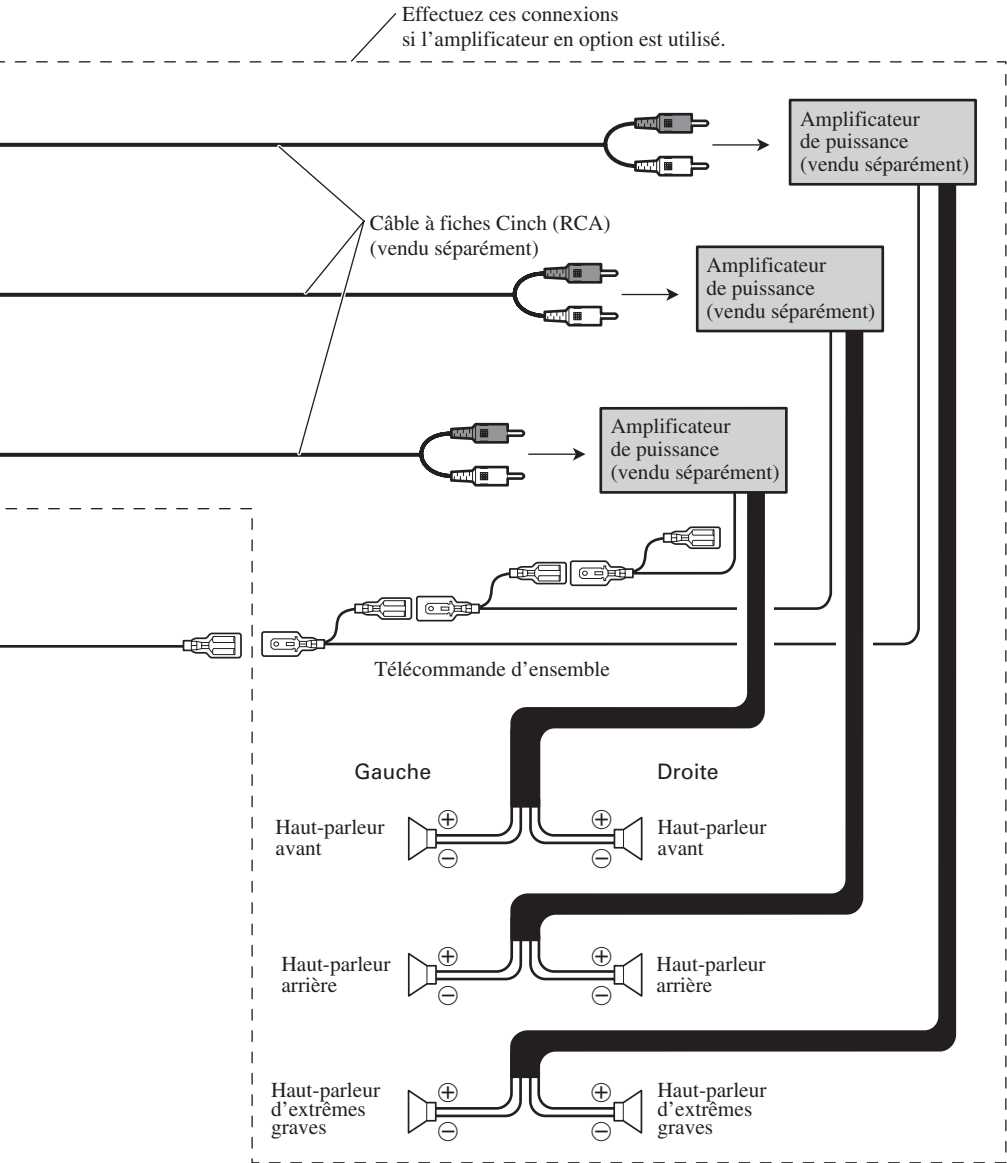 Effectuez ces connexions
si l'amplificateur en option est utilisé.
Amplificateur
de puissance
(vendu séparément)
Câble à fiches Cinch (RCA)
(vendu séparément)
Amplificateur
de puissance
(vendu séparément)
Amplificateur
de puissance
(vendu séparément)
Télécommande d'ensemble
Gauche
Droite
Haut-parleur
avant
⊕
⊖
⊕
⊖
Haut-parleur
avant
Haut-parleur
arrière
⊕
⊖
⊕
⊖
Haut-parleur
arrière
Haut-parleur
d'extrêmes
graves
⊕
⊖
⊕
⊖
Haut-parleur
d'extrêmes
graves